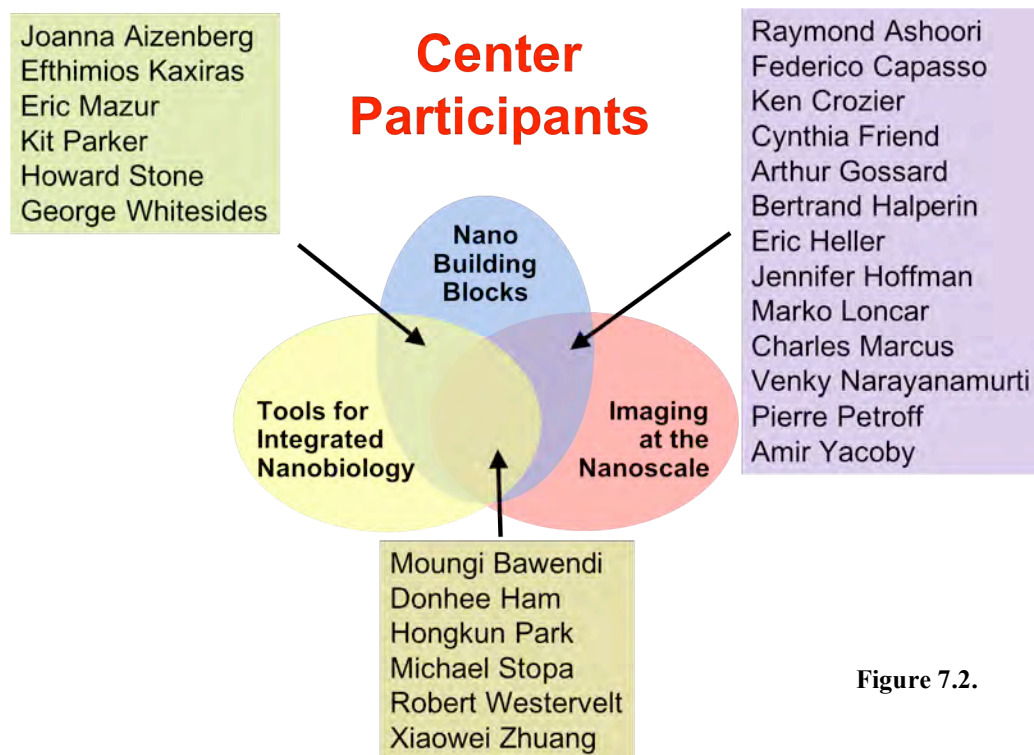 Joanna Aizenberg
Efthimios Kaxiras
Eric Mazur
Kit Parker
Howard Stone
George Whitesides
Center
Participants
Raymond Ashoori
Federico Capasso
Ken Crozier
Cynthia Friend
Arthur Gossard
Bertrand Halperin
Eric Heller
Jennifer Hoffman
Marko Loncar
Charles Marcus
Venky Narayanamurti
Pierre Petroff
Amir Yacoby
Nano
Building
Blocks
Tools for
Integrated
Nanobiology
Imaging
at the
Nanoscale
Moungi Bawendi
Donhee Ham
Hongkun Park
Michael Stopa
Robert Westervelt
Xiaowei Zhuang
Figure 7.2.